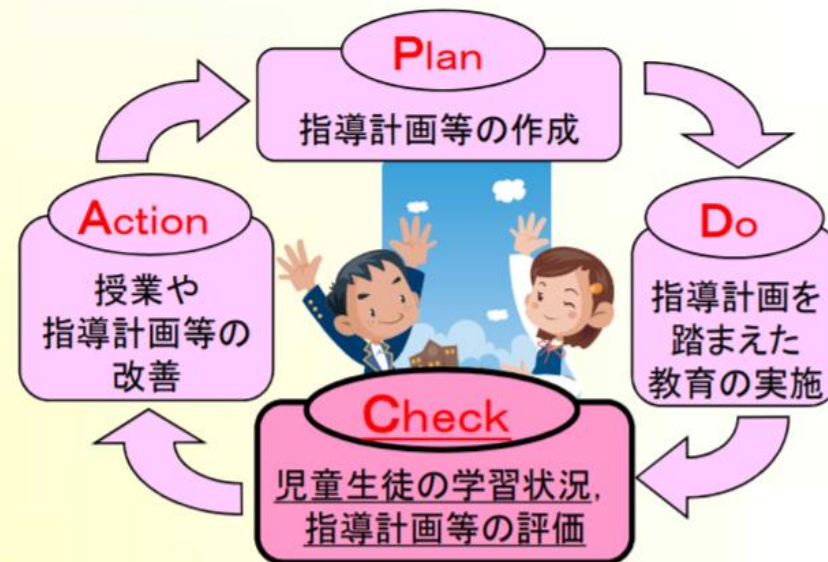 Plan
指導計画等の作成
Do
指導計画を
踏まえた
教育の実施
Check
児童生徒の学習状況,
指導計画等の評価
Action
授業や
指導計画等の
改善